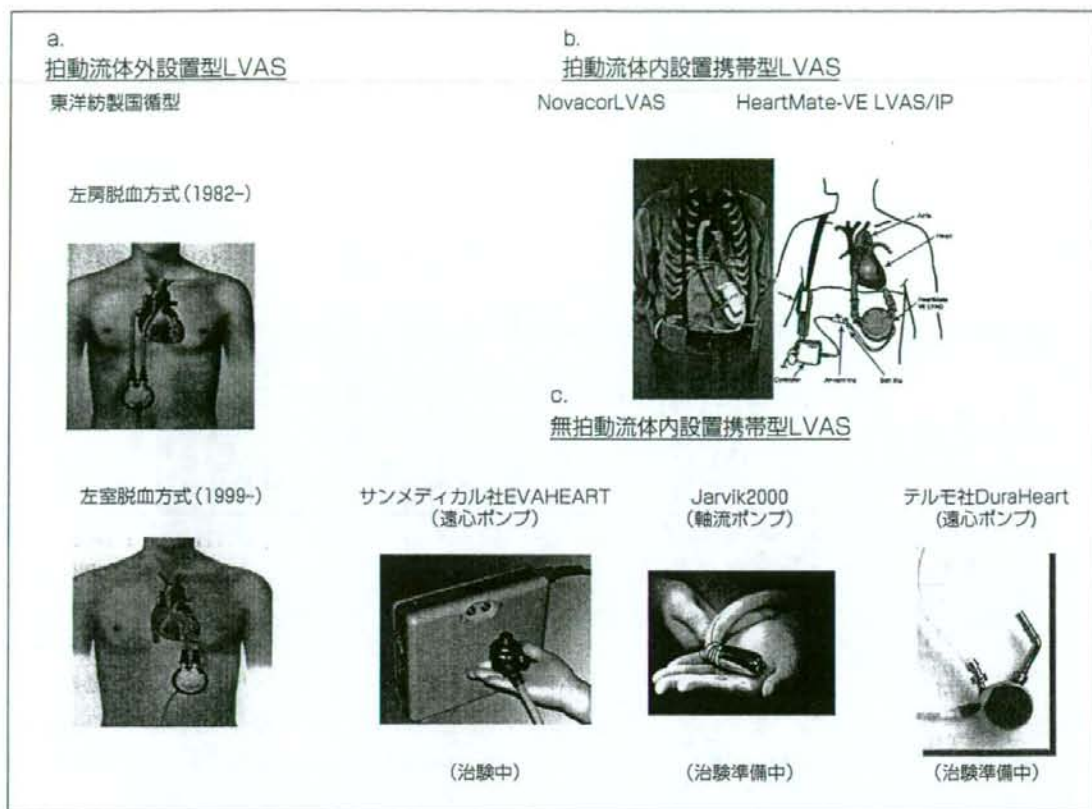 a.
拍動流体外設置型LVAS
東洋紡製国循型
左房脱血方式(1982-)
左室脱血方式(1999-)
b.
拍動流体内設置携帯型LVAS
NovacorLVAS
HeartMate-VE LVAS/IP
Aorta
Heart
HeartMate
VE LVAD
Controller
c.
無拍動流体内設置携帯型LVAS
サンメディカル社EVAHEART
(遠心ポンプ)
(治験中)
Jarvik2000
(軸流ポンプ)
(治験準備中)
テルモ社DuraHeart
(遠心ポンプ)
(治験準備中)